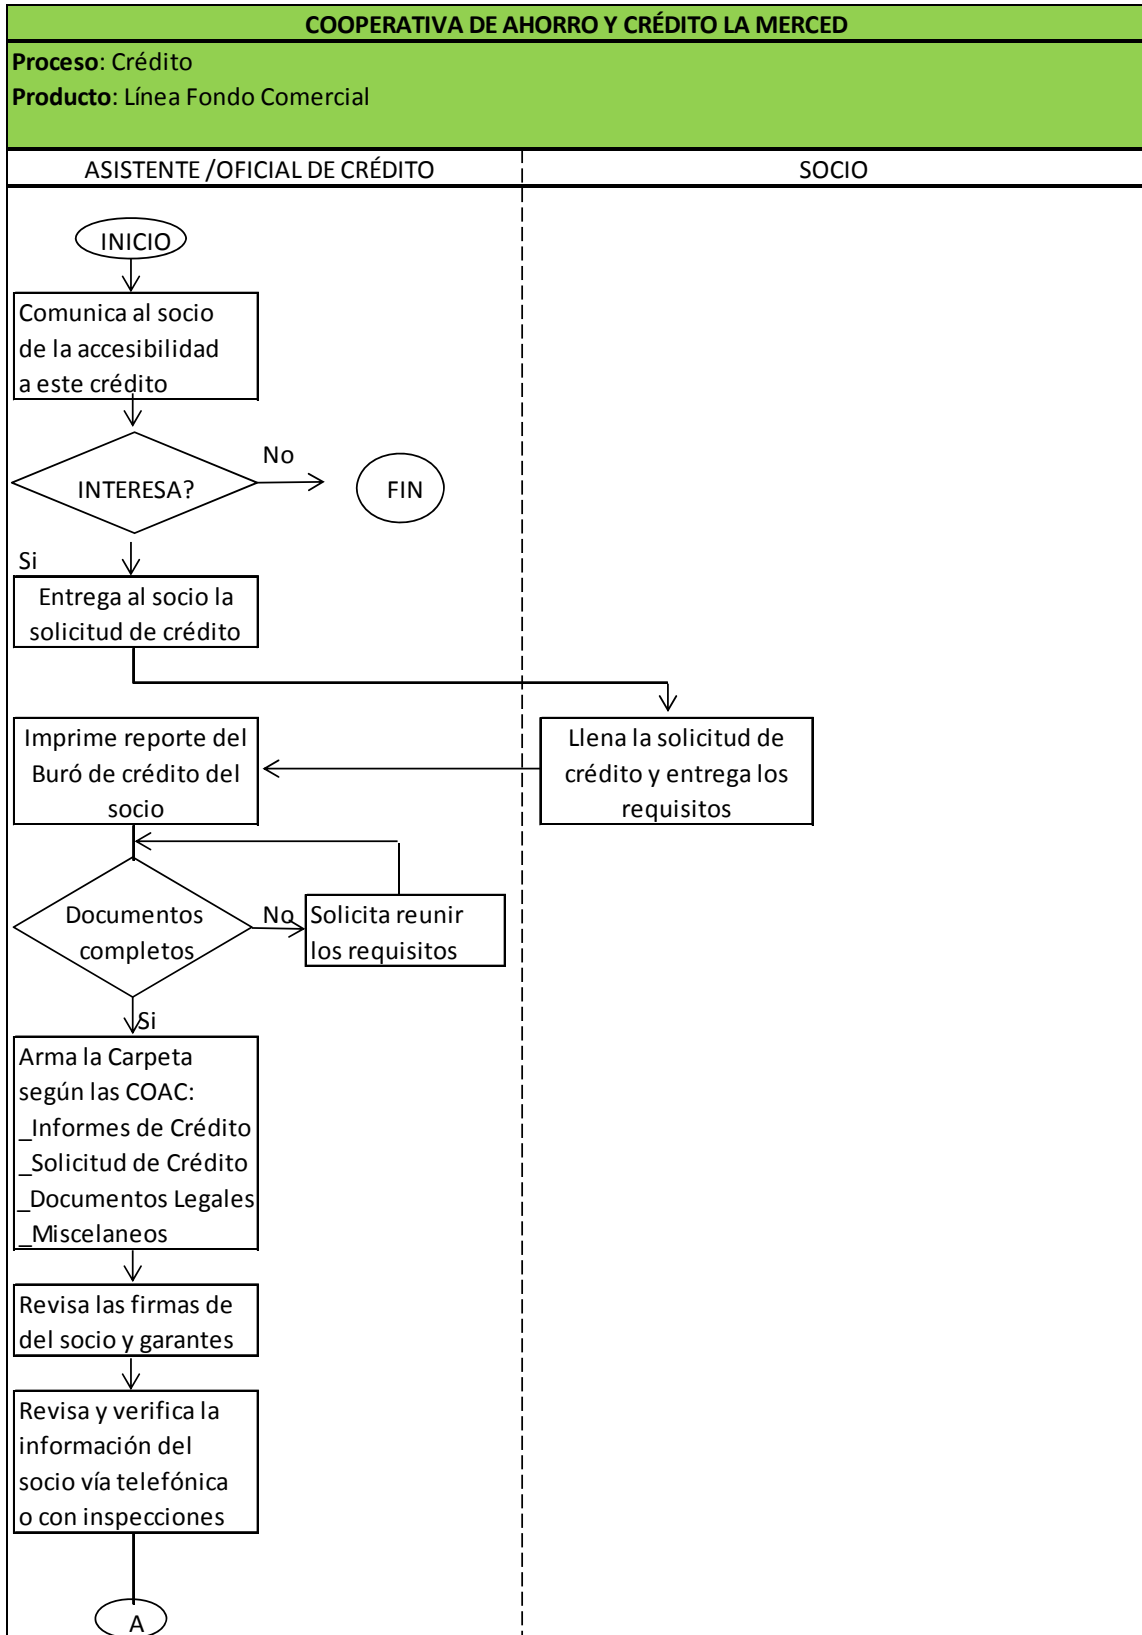 COOPERATIVA DE AHORRO Y CRÉDITO LA MERCED
Proceso: Crédito
Producto: Línea Fondo Comercial
ASISTENTE /OFICIAL DE CRÉDITO
SOCIO
INICIO
Comunica al socio
de la accesibilidad
a este crédito
INTERESA?
No
FIN
Si
Entrega al socio la
solicitud de crédito
Llena la solicitud de
crédito y entrega los
requisitos
Imprime reporte del
Buró de crédito del
socio
Documentos
completos
No
Solicita reunir
los requisitos
Si
Arma la Carpeta
según las COAC:
_Informes de Crédito
_Solicitud de Crédito
_Documentos Legales
_Miscelaneos
Revisa las firmas de
del socio y garantes
Revisa y verifica la
información del
socio vía telefónica
o con inspecciones
A